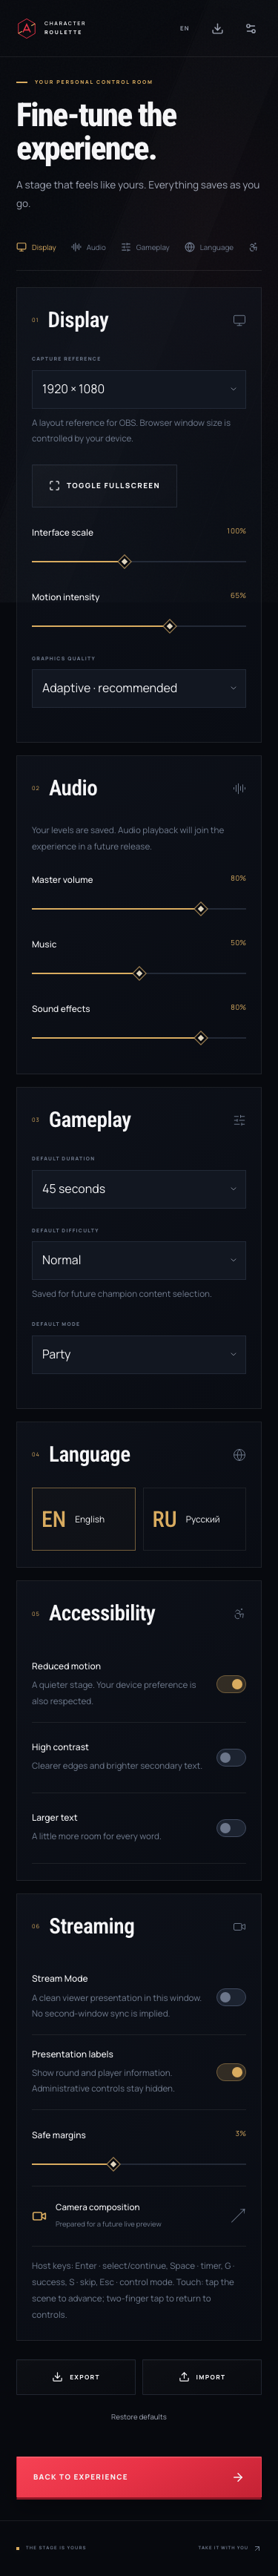 CHARACTER
ROULETTE
EN
YOUR PERSONAL CONTROL ROOM
Fine-tune the
experience.
A stage that feels like yours. Everything saves as you
go.
Display
Audio
Gameplay
Language
01
Display
CAPTURE REFERENCE
1920 × 1080
A layout reference for OBS. Browser window size is
controlled by your device.
TOGGLE FULLSCREEN
Interface scale
100%
Motion intensity
65%
GRAPHICS QUALITY
Adaptive · recommended
02
Audio
Your levels are saved. Audio playback will join the
experience in a future release.
Master volume
80%
Music
50%
Sound effects
80%
03
Gameplay
DEFAULT DURATION
45 seconds
DEFAULT DIFFICULTY
Normal
Saved for future champion content selection.
DEFAULT MODE
Party
04
Language
EN English
RU Русский
05
Accessibility
Reduced motion
A quieter stage. Your device preference is
also respected.
High contrast
Clearer edges and brighter secondary text.
Larger text
A little more room for every word.
06
Streaming
Stream Mode
A clean viewer presentation in this window.
No second-window sync is implied.
Presentation labels
Show round and player information.
Administrative controls stay hidden.
Safe margins
3%
Camera composition
Prepared for a future live preview
Host keys: Enter · select/continue, Space · timer, G ·
success, S · skip, Esc · control mode. Touch: tap the
scene to advance; two-finger tap to return to
controls.
EXPORT
IMPORT
Restore defaults
BACK TO EXPERIENCE
THE STAGE IS YOURS
TAKE IT WITH YOU